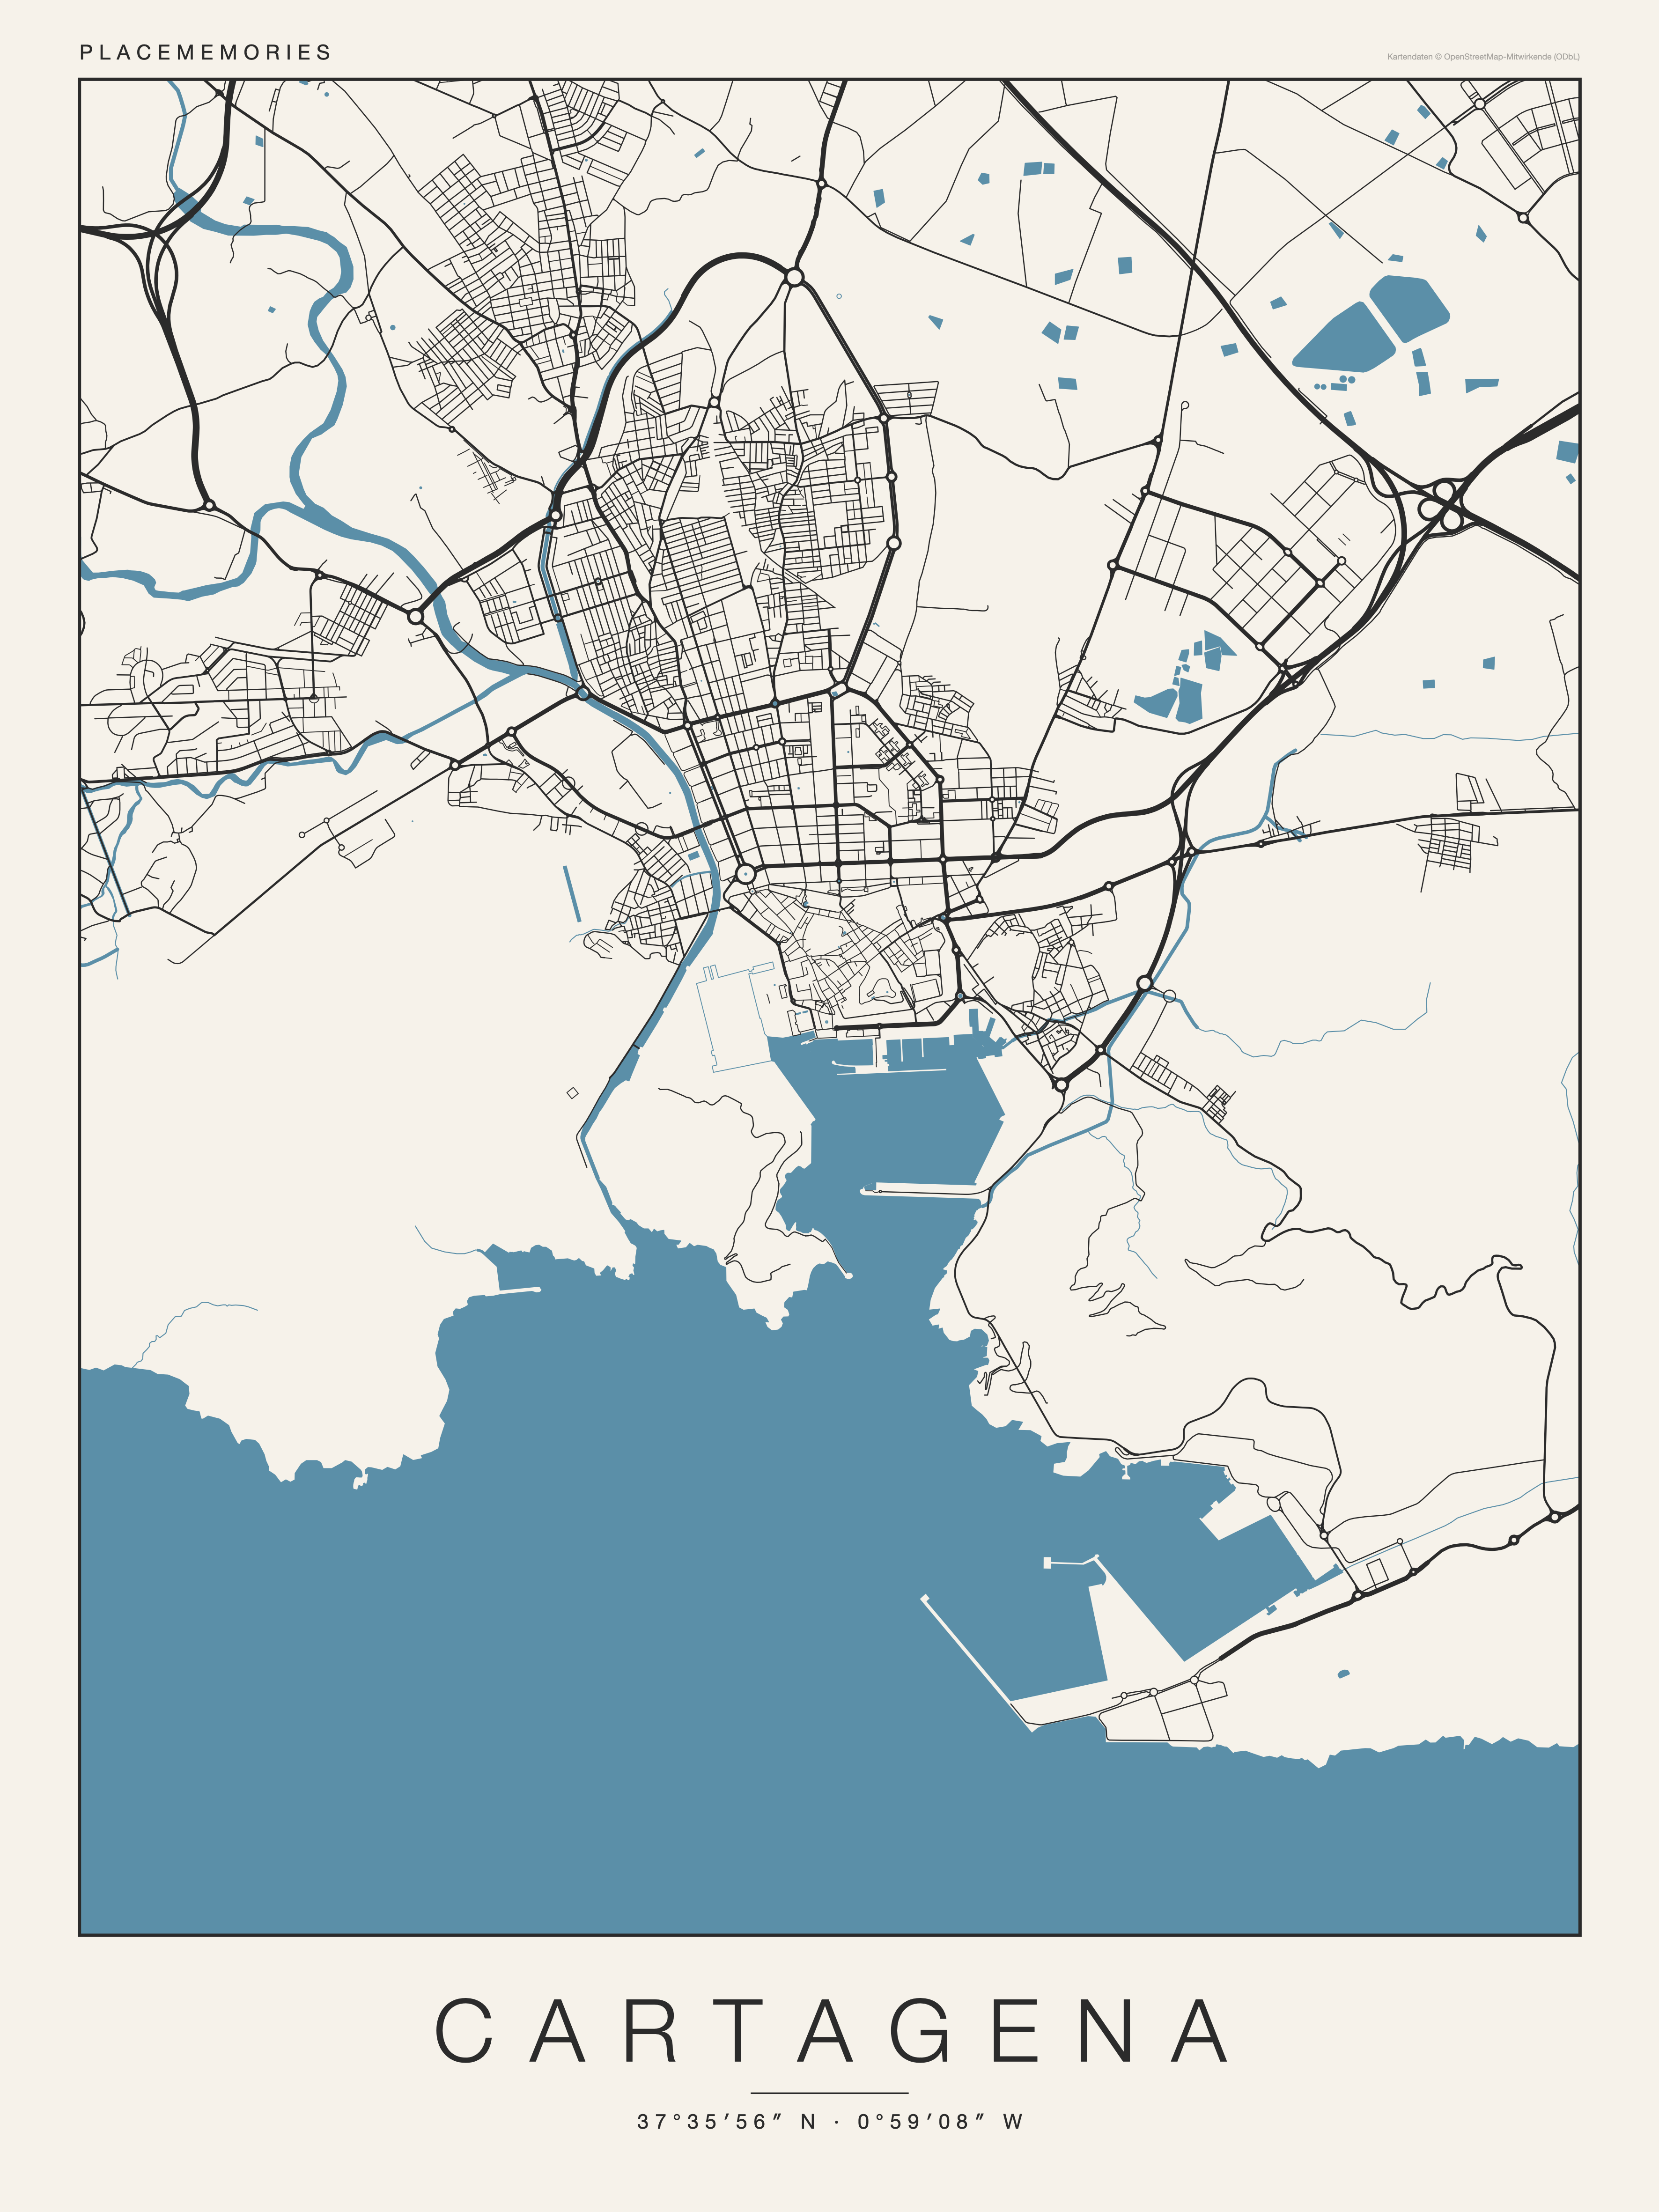 PLACEMEMORIES
Kartendaten © OpenStreetMap-Mitwirkende (ODbL)
CARTAGENA
37°35′56″ N · 0°59′08″ W